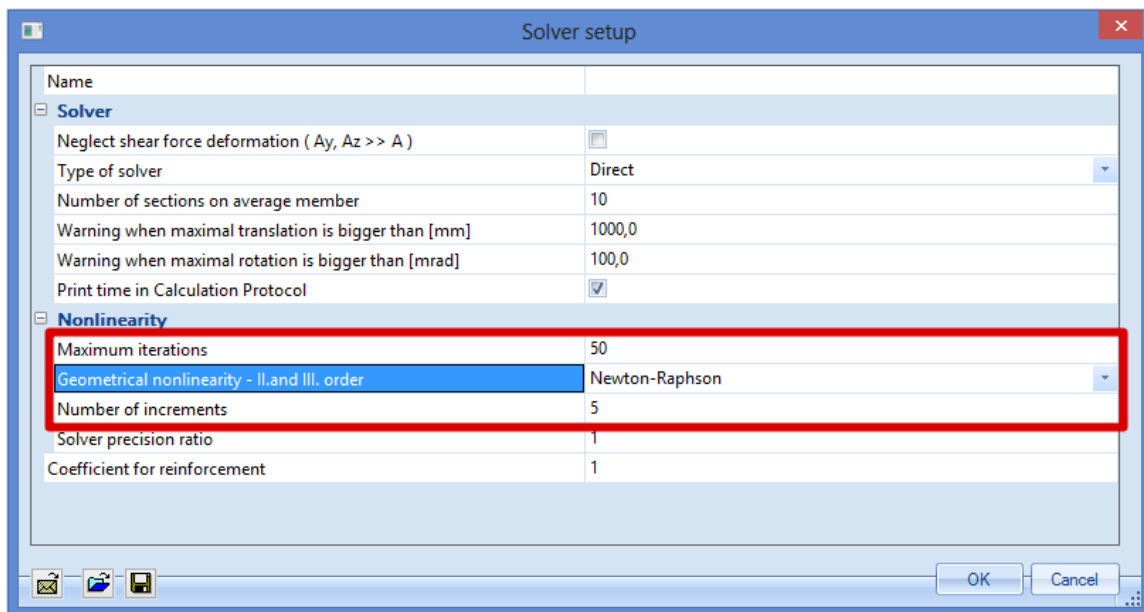 Solver setup
Name
Solver
Neglect shear force deformation ( Ay, Az >> A )
Type of solver Direct
Number of sections on average member 10
Warning when maximal translation is bigger than [mm] 1000,0
Warning when maximal rotation is bigger than [mrad] 100,0
Print time in Calculation Protocol
Nonlinearity
Maximum iterations 50
Geometrical nonlinearity - II.and III. order Newton-Raphson
Number of increments 5
Solver precision ratio 1
Coefficient for reinforcement 1
OK Cancel